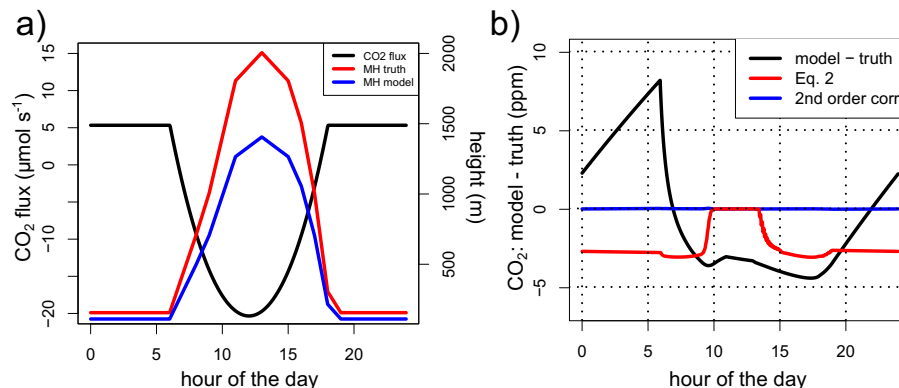 a)
CO2 flux (μmol s⁻¹)
15
10
5
0
−10
−20
CO2 flux
MH truth
MH model
2000
1500
1000
500
height (m)
0
5
10
15
20
hour of the day
b)
CO₂: model − truth (ppm)
10
5
0
−5
model − truth
Eq. 2
2nd order corr
0
5
10
15
20
hour of the day